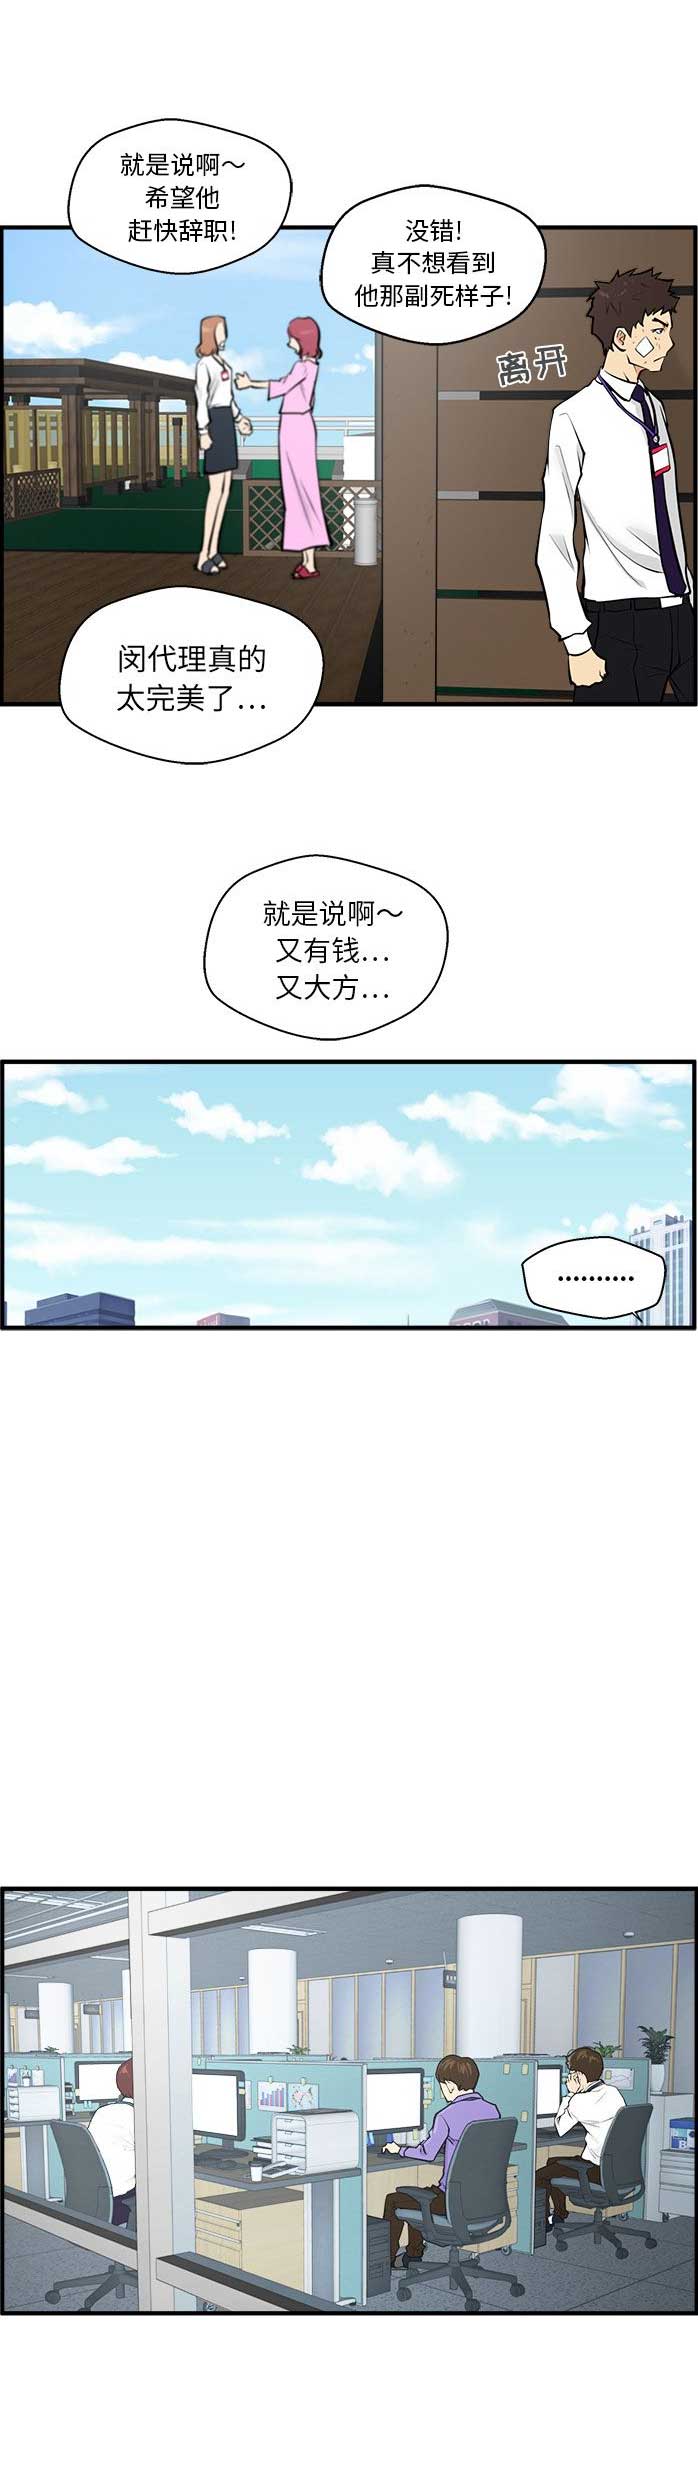 就是说啊～
希望他
赶快辞职！
没错！
真不想看到
他那副死样子！
离开
闵代理真的
太完美了...
就是说啊～
又有钱...
又大方...
..........